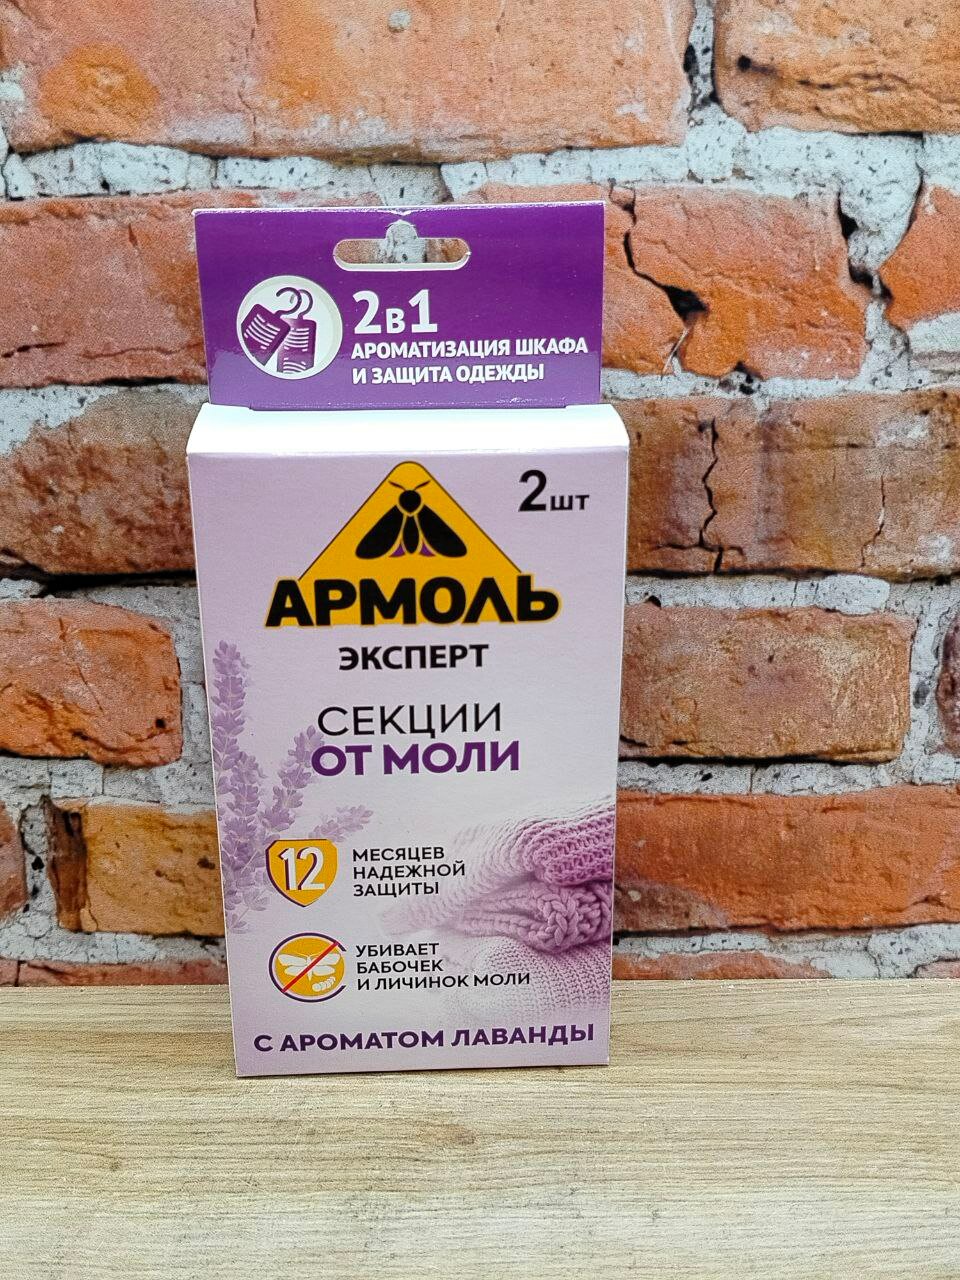 2в1
АРОМАТИЗАЦИЯ ШКАФА
И ЗАЩИТА ОДЕЖДЫ
2шт
АРМОЛЬ
ЭКСПЕРТ
СЕКЦИИ
ОТ МОЛИ
12
МЕСЯЦЕВ
НАДЕЖНОЙ
ЗАЩИТЫ
УБИВАЕТ
БАБОЧЕК
И ЛИЧИНОК МОЛИ
С АРОМАТОМ ЛАВАНДЫ